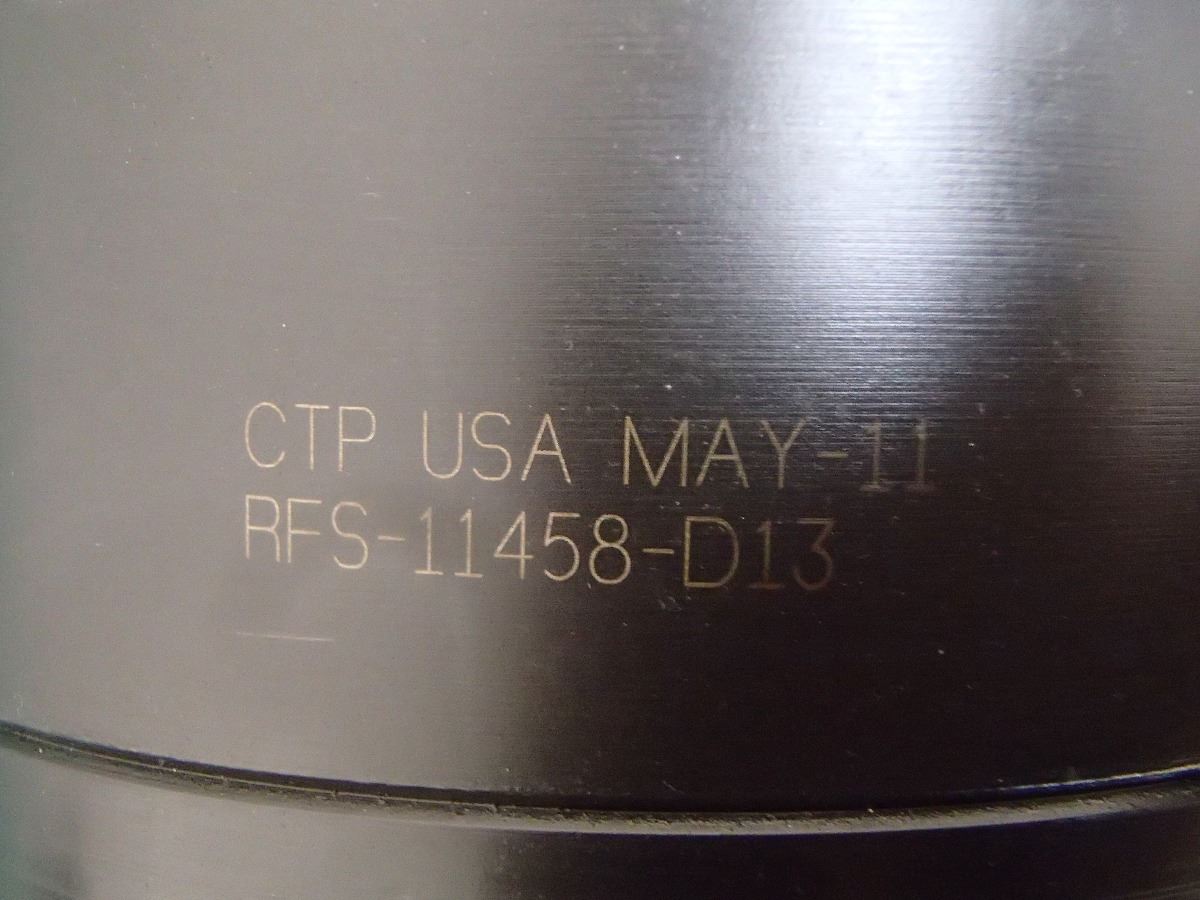 CTP USA MAY-11
RFS-11458-D13